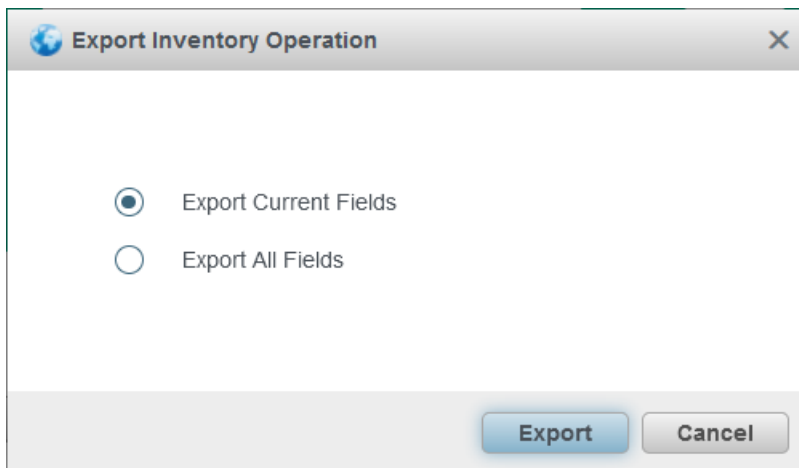 Export Inventory Operation
Export Current Fields
Export All Fields
Export Cancel